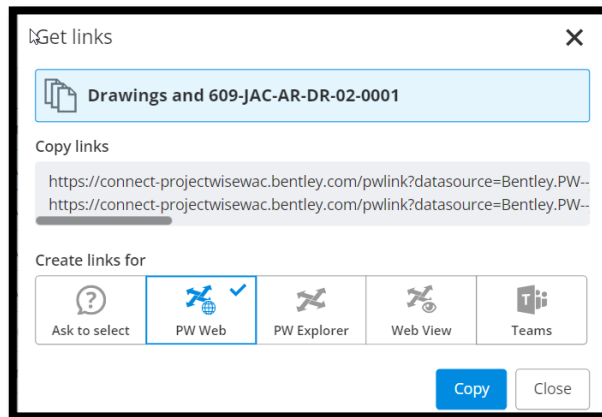 Get links
Drawings and 609-JAC-AR-DR-02-0001
Copy links
https://connect-projectwisewac.bentley.com/pwlink?datasource=Bentley.PW--
https://connect-projectwisewac.bentley.com/pwlink?datasource=Bentley.PW--
Create links for
Ask to select
PW Web
PW Explorer
Web View
Teams
Copy
Close